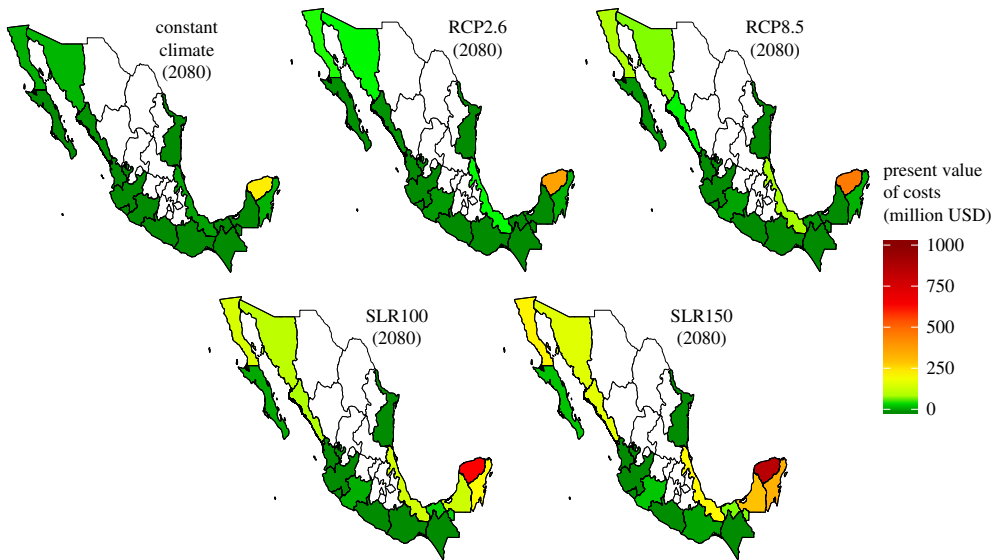 constant
climate
(2080)
RCP2.6
(2080)
RCP8.5
(2080)
present value
of costs
(million USD)
1000
750
500
250
0
SLR100
(2080)
SLR150
(2080)